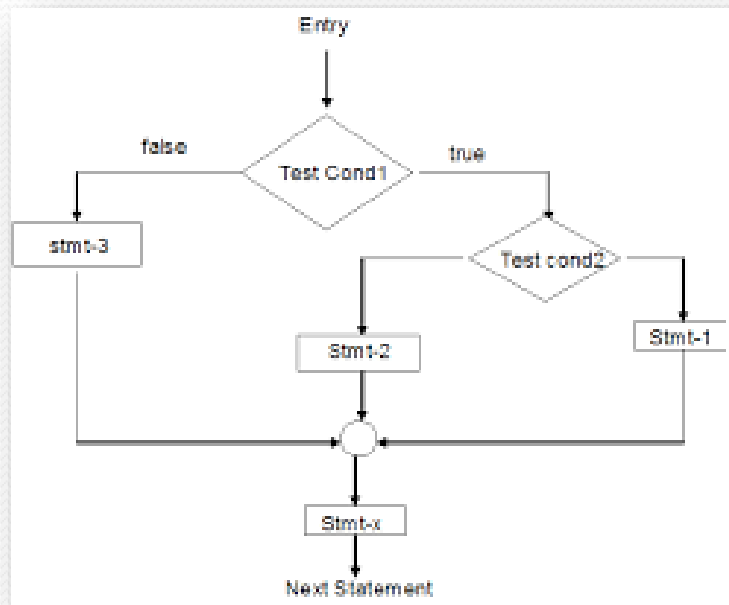 Entry
false
true
Test Cond1
stmt-3
Test cond2
Stmt-2
Stmt-1
Stmt-x
Next Statement